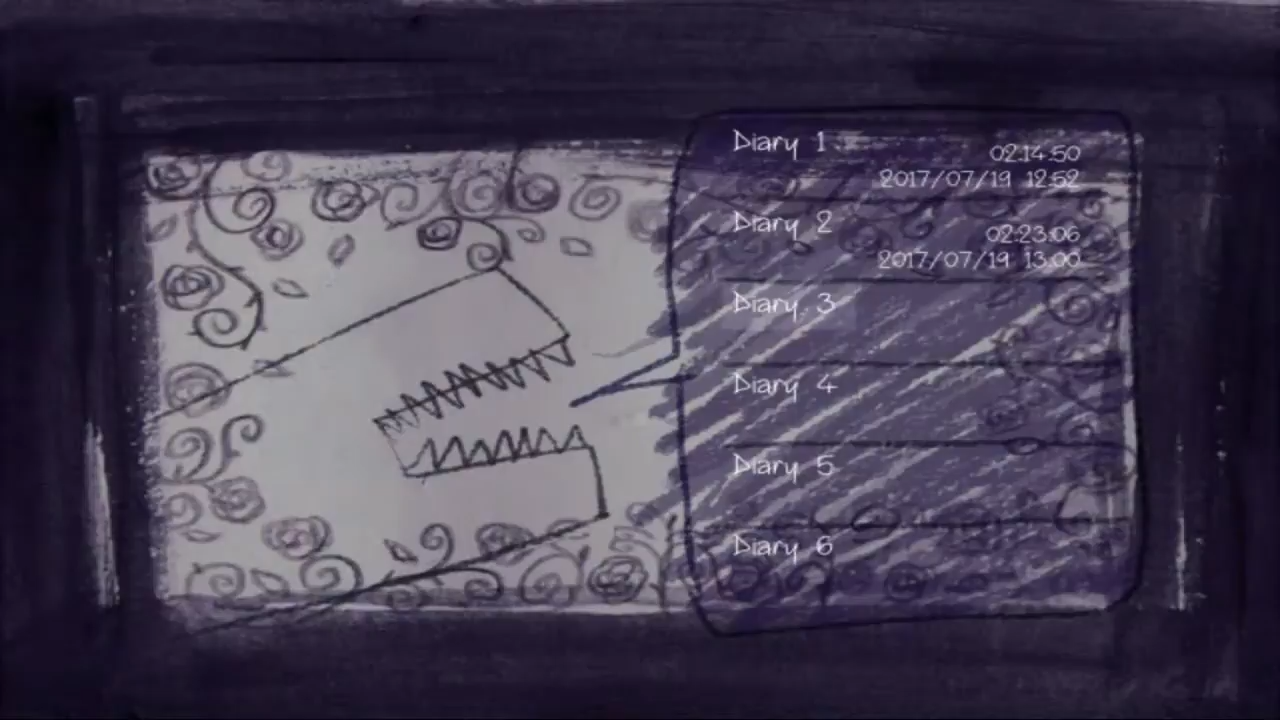 Diary 1
02:14:50
2017/07/19 12:52
Diary 2
02:23:06
2017/07/19 13:00
Diary 3
Diary 4
Diary 5
Diary 6